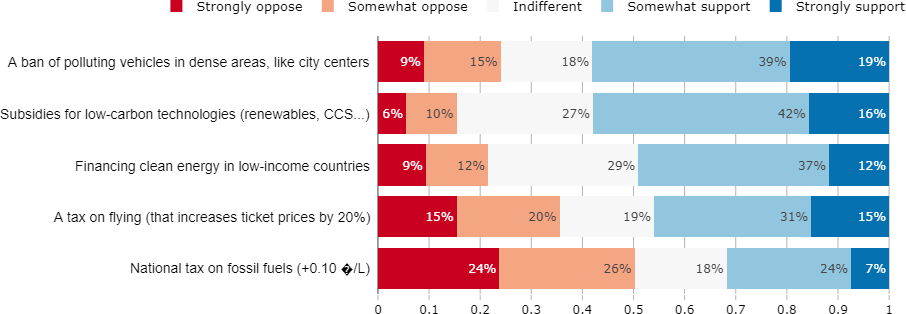 Strongly oppose Somewhat oppose Indifferent Somewhat support Strongly support
A ban of polluting vehicles in dense areas, like city centers 9% 15% 18% 39% 19%
Subsidies for low-carbon technologies (renewables, CCS...) 6% 10% 27% 42% 16%
Financing clean energy in low-income countries 9% 12% 29% 37% 12%
A tax on flying (that increases ticket prices by 20%) 15% 20% 19% 31% 15%
National tax on fossil fuels (+0.10 �/L) 24% 26% 18% 24% 7%
0 0.1 0.2 0.3 0.4 0.5 0.6 0.7 0.8 0.9 1